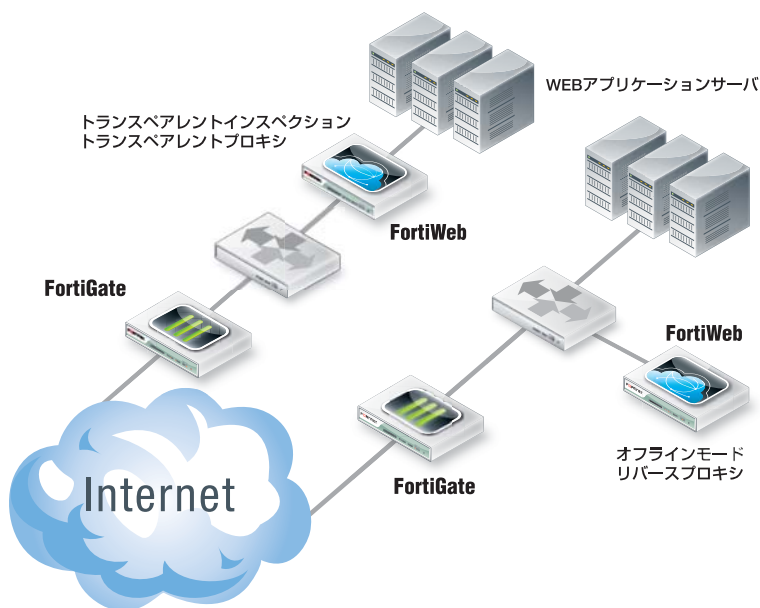 WEBアプリケーションサーバ
トランスペアレントインスペクション
トランスペアレントプロキシ
FortiWeb
FortiGate
FortiWeb
オフラインモード
リバースプロキシ
FortiGate
Internet